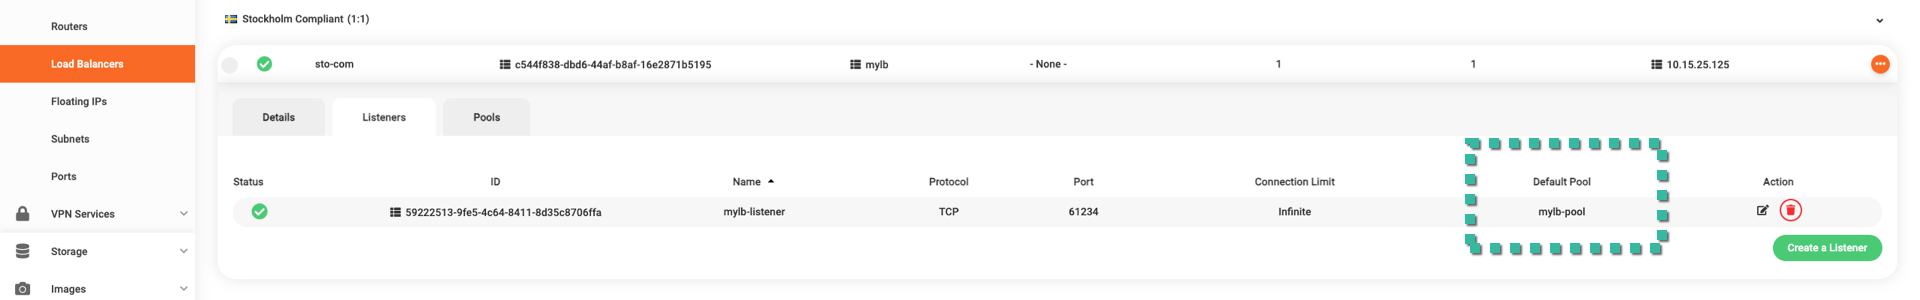 Routers
Load Balancers
Floating IPs
Subnets
Ports
VPN Services
Storage
Images
Stockholm Compliant (1:1)
sto-com c544f838-dbd6-44af-b8af-16e2871b5195 mylb - None - 1 1 10.15.25.125
Details Listeners Pools
Status ID Name Protocol Port Connection Limit Default Pool Action
59222513-9fe5-4c64-8411-8d35c8706ffa mylb-listener TCP 61234 Infinite mylb-pool
Create a Listener